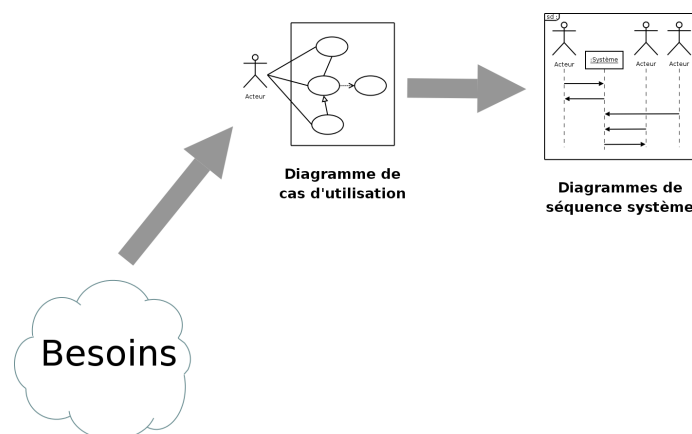 sd :
Acteur
Acteur
:Système
Acteur
Acteur
Diagramme de
cas d'utilisation
Diagrammes de
séquence système
Besoins